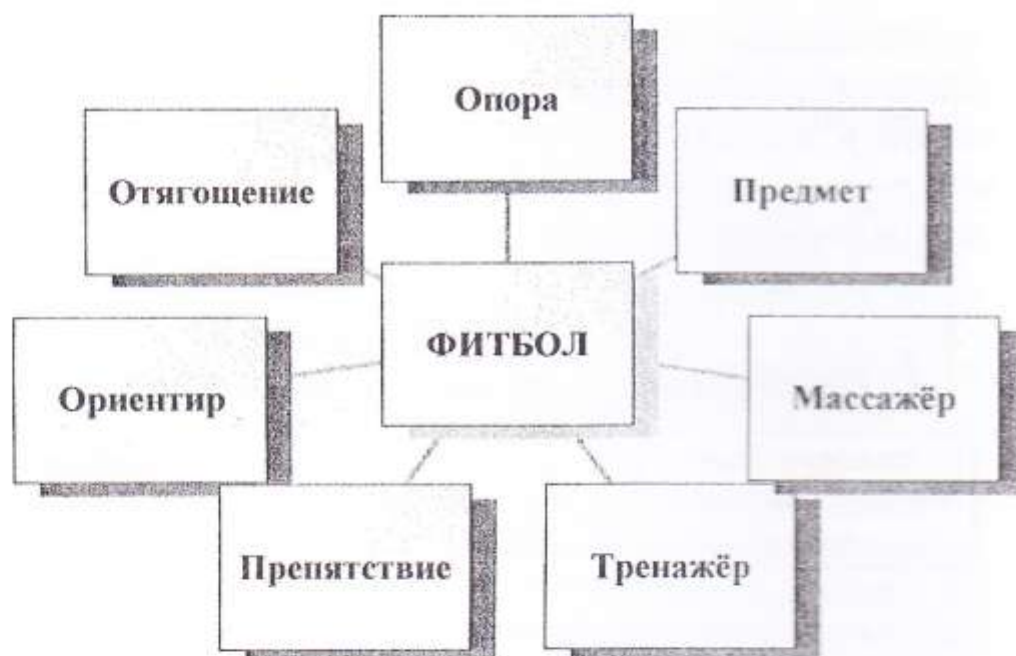 Опора
Отягощение
Предмет
ФИТБОЛ
Ориентир
Массажёр
Препятствие
Тренажёр